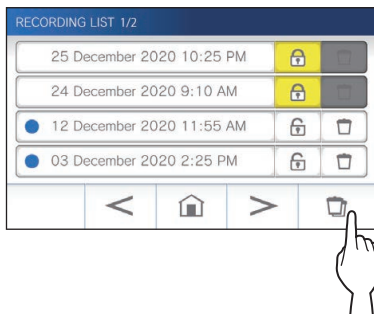 RECORDING LIST 1/2
25 December 2020 10:25 PM
24 December 2020 9:10 AM
12 December 2020 11:55 AM
03 December 2020 2:25 PM